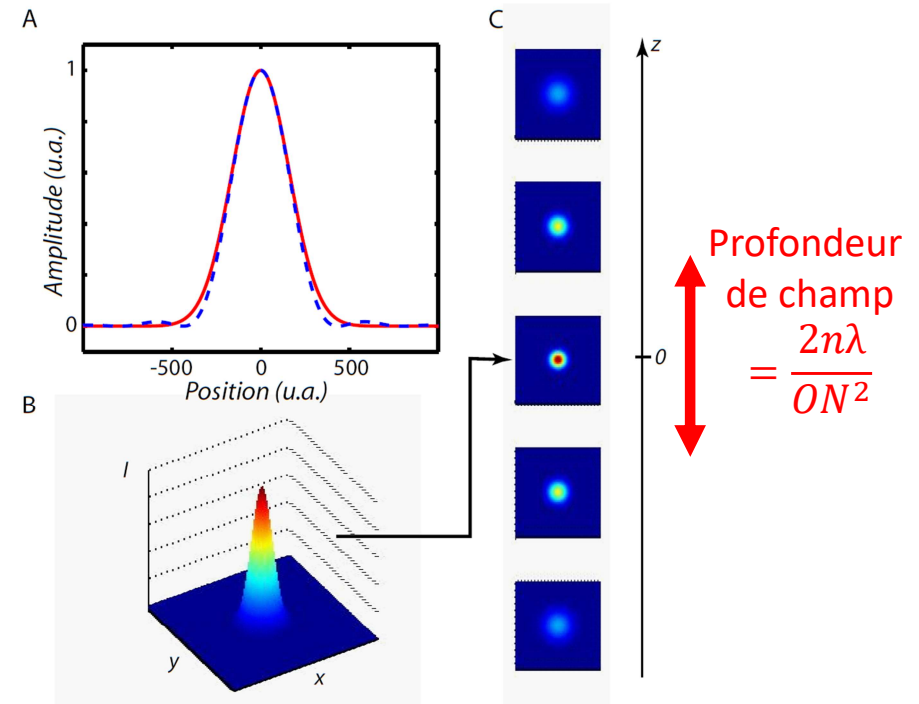 A
1
0
Amplitude (u.a.)
-500
0
500
Position (u.a.)
B
I
y
x
C
z
0
Profondeur
de champ
= 2nλ / ON²